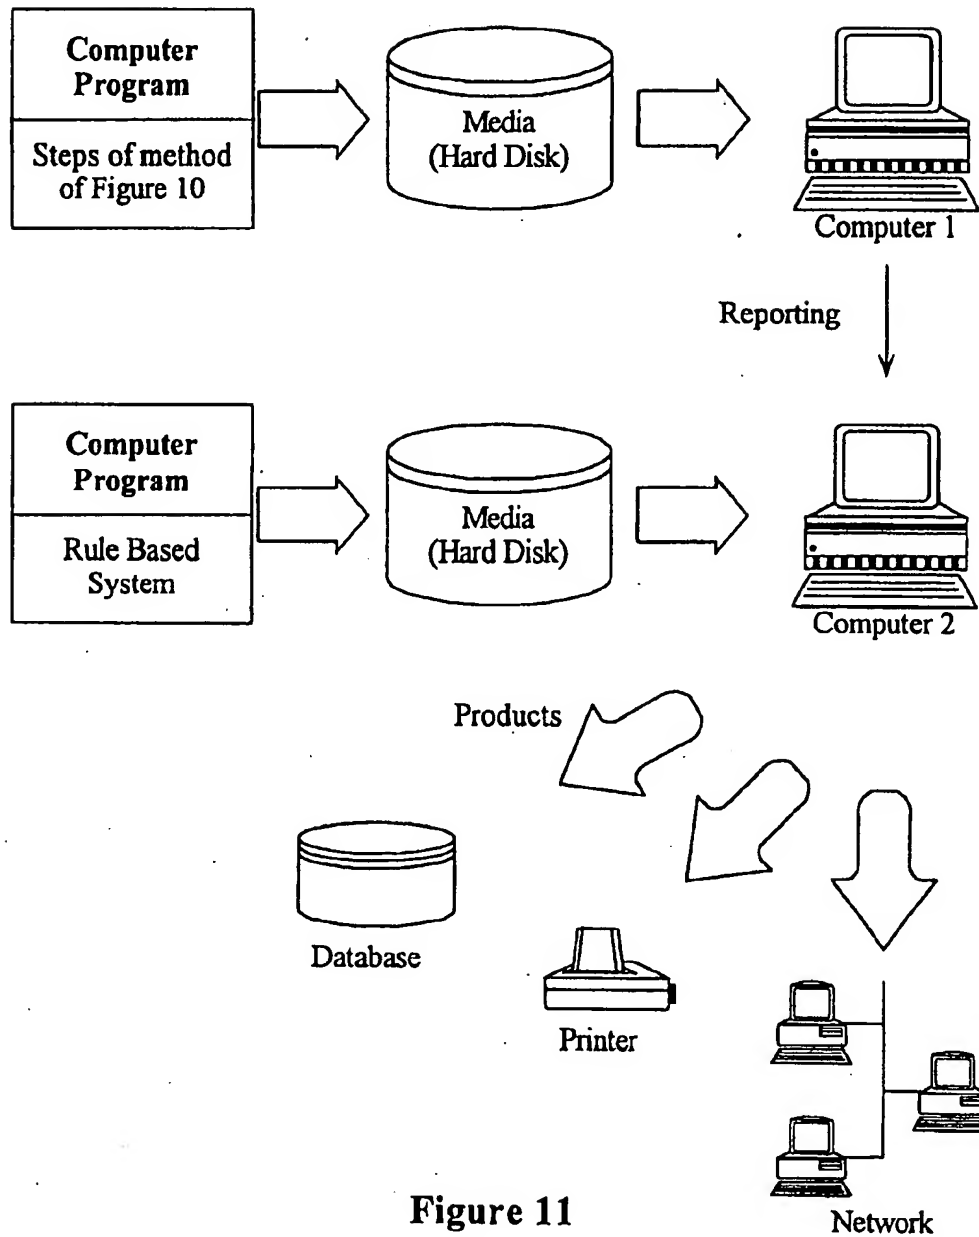 Computer
Program
Steps of method
of Figure 10
Media
(Hard Disk)
Computer 1
Reporting
Computer
Program
Rule Based
System
Media
(Hard Disk)
Computer 2
Products
Database
Printer
Network
Figure 11